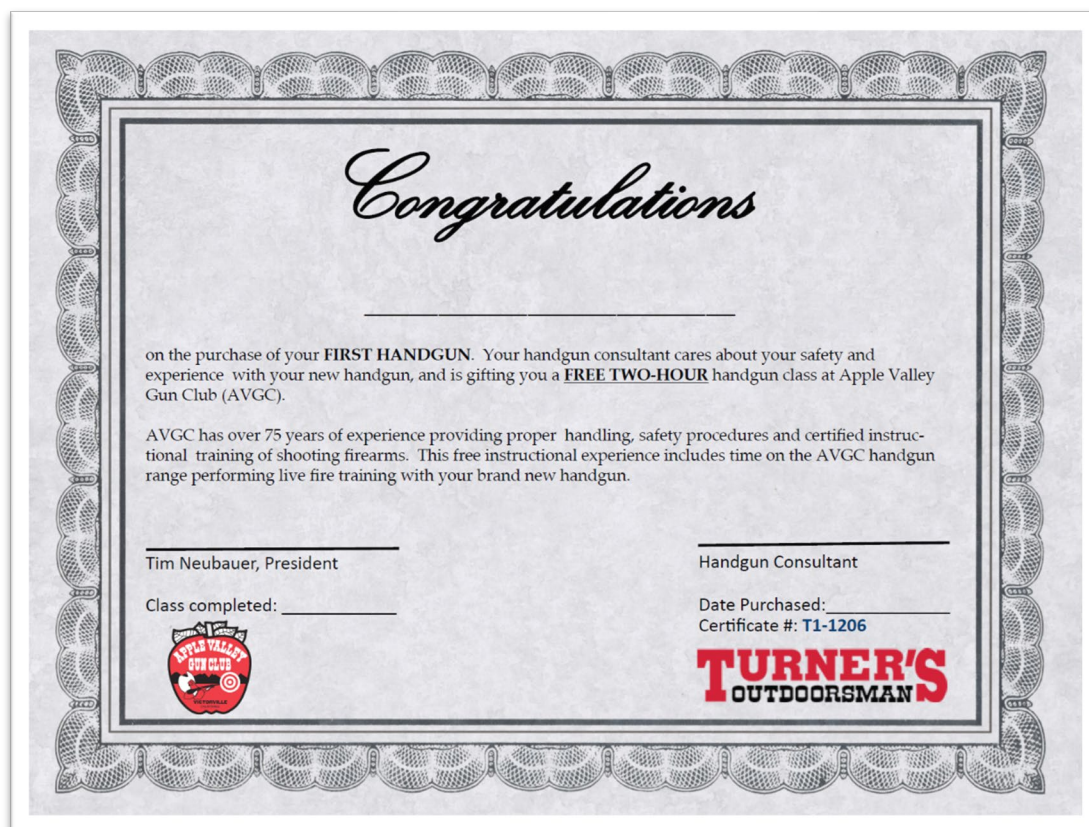 Congratulations
on the purchase of your FIRST HANDGUN. Your handgun consultant cares about your safety and
experience with your new handgun, and is gifting you a FREE TWO-HOUR handgun class at Apple Valley
Gun Club (AVGC).
AVGC has over 75 years of experience providing proper handling, safety procedures and certified instruc-
tional training of shooting firearms. This free instructional experience includes time on the AVGC handgun
range performing live fire training with your brand new handgun.
Tim Neubauer, President
Handgun Consultant
Class completed:
Date Purchased:
Certificate #: T1-1206
APPLE VALLEY
GUN CLUB
VICTORVILLE
TURNER'S
OUTDOORSMAN